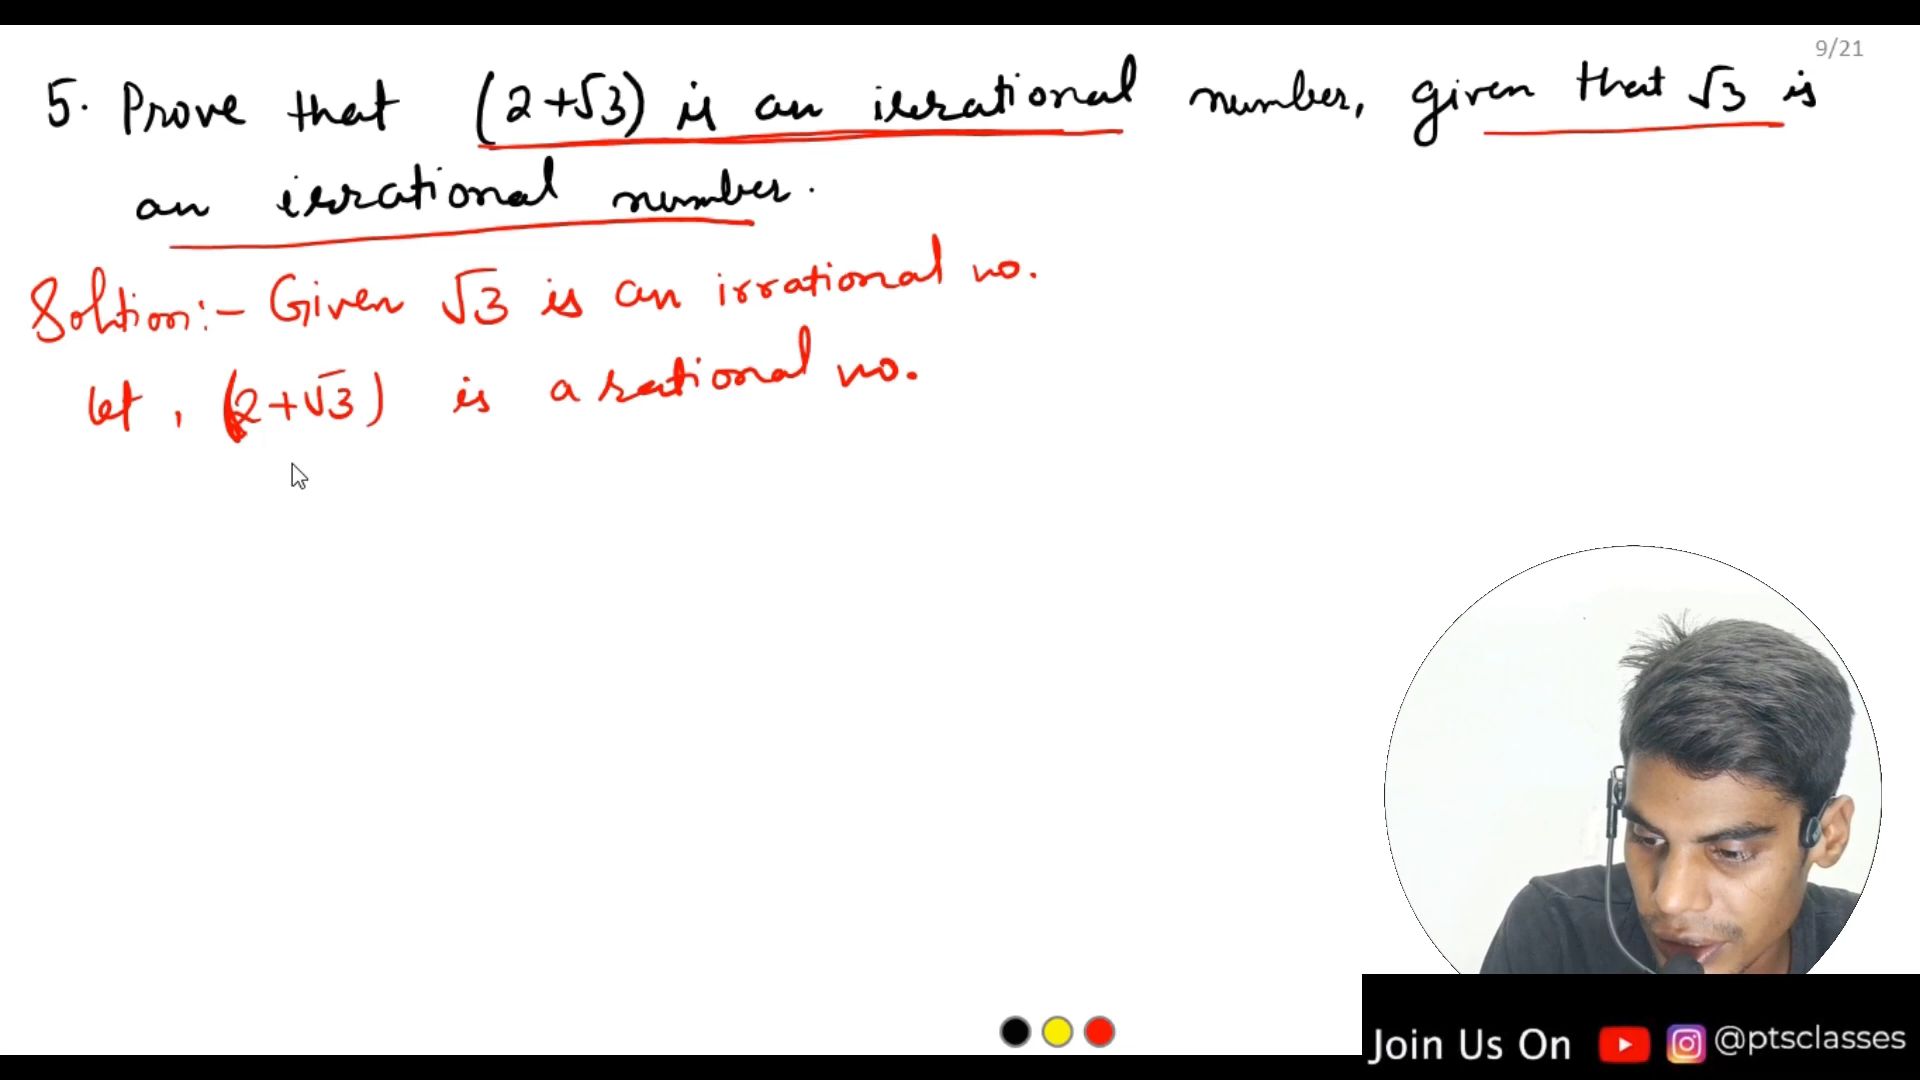 9/21
5. Prove that (2+√3) is an irrational number, given that √3 is
an irrational number.
Solution:- Given √3 is an irrational no.
let, (2+√3) is a rational no.
Join Us On @ptsclasses